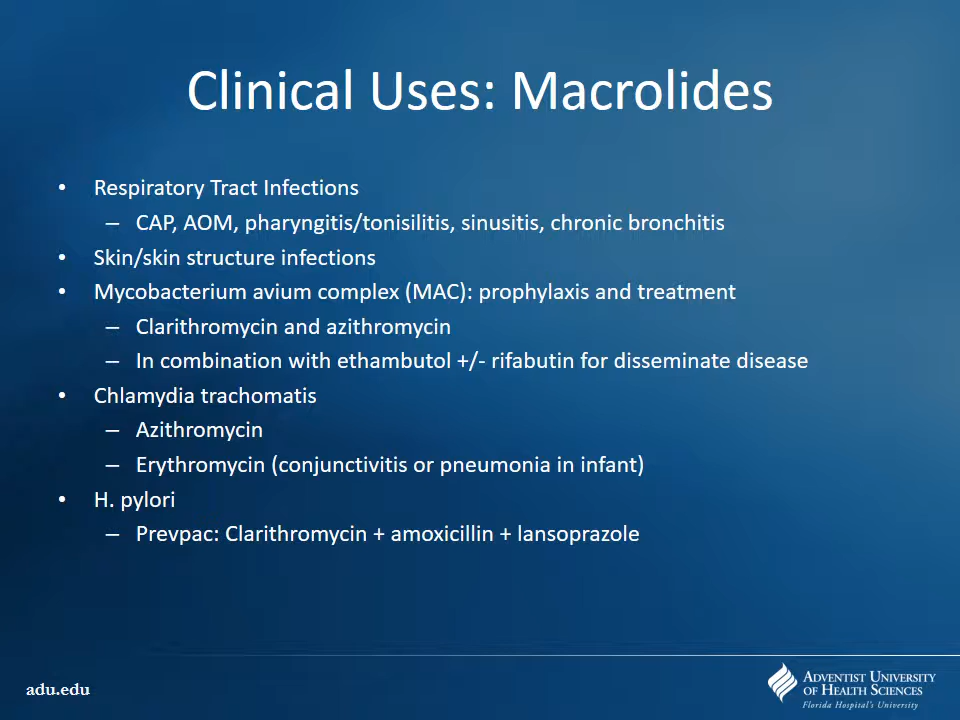 Clinical Uses: Macrolides
• Respiratory Tract Infections
– CAP, AOM, pharyngitis/tonisilitis, sinusitis, chronic bronchitis
• Skin/skin structure infections
• Mycobacterium avium complex (MAC): prophylaxis and treatment
– Clarithromycin and azithromycin
– In combination with ethambutol +/- rifabutin for disseminate disease
• Chlamydia trachomatis
– Azithromycin
– Erythromycin (conjunctivitis or pneumonia in infant)
• H. pylori
– Prevpac: Clarithromycin + amoxicillin + lansoprazole
adu.edu
ADVENTIST UNIVERSITY
OF HEALTH SCIENCES
Florida Hospital's University